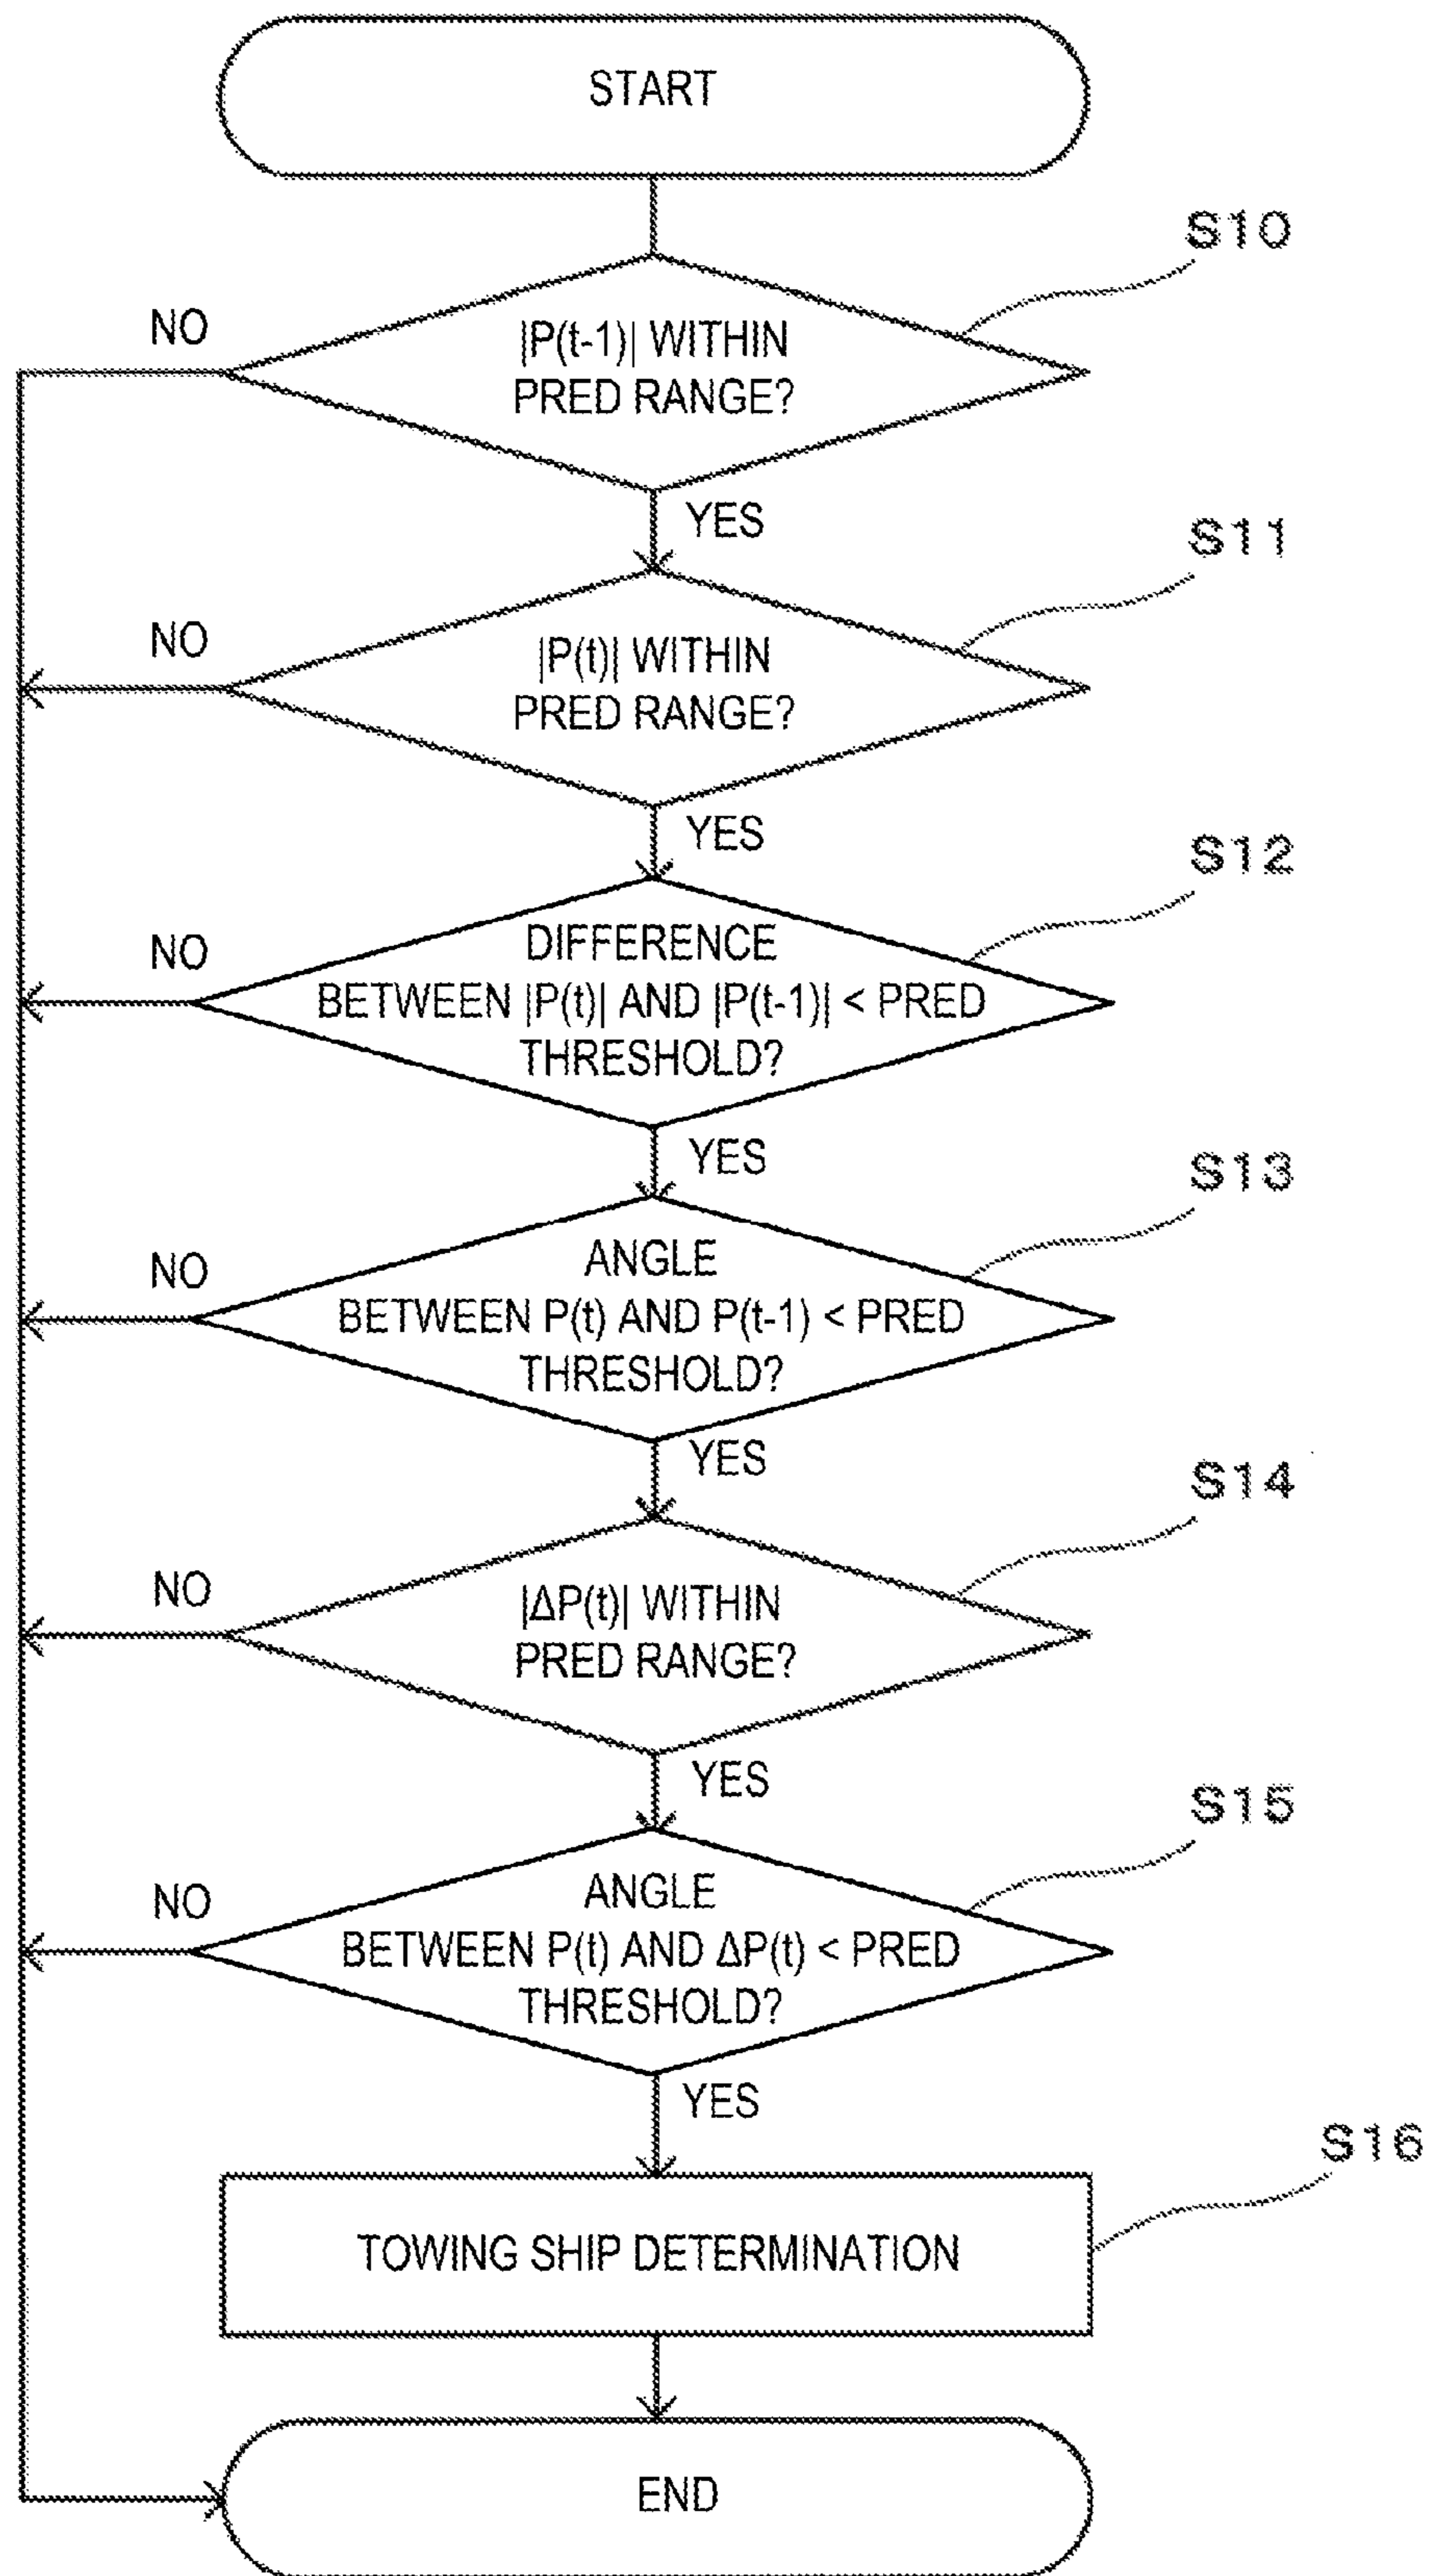 START
S10
NO
|P(t-1)| WITHIN
PRED RANGE?
YES
S11
NO
|P(t)| WITHIN
PRED RANGE?
YES
S12
NO
DIFFERENCE
BETWEEN |P(t)| AND |P(t-1)| < PRED
THRESHOLD?
YES
S13
NO
ANGLE
BETWEEN P(t) AND P(t-1) < PRED
THRESHOLD?
YES
S14
NO
|ΔP(t)| WITHIN
PRED RANGE?
YES
S15
NO
ANGLE
BETWEEN P(t) AND ΔP(t) < PRED
THRESHOLD?
YES
S16
TOWING SHIP DETERMINATION
END